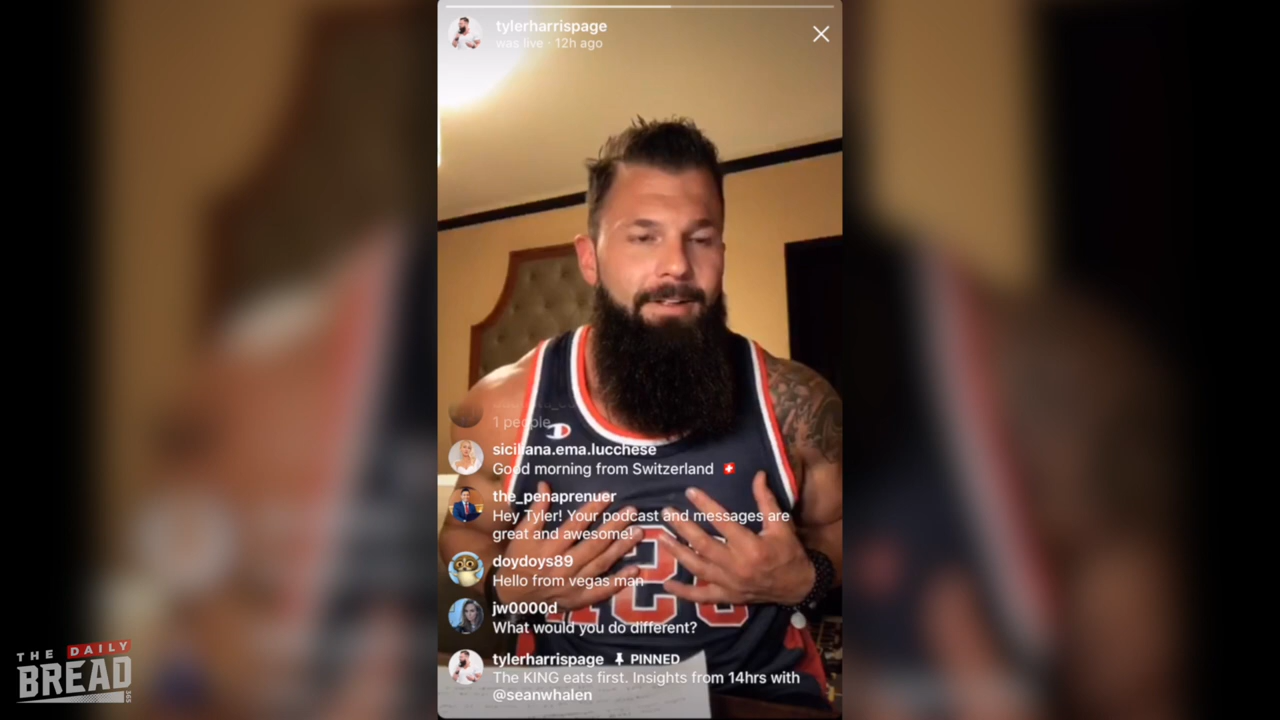 tylerharrispage
was live · 12h ago
1 people
siciliana.ema.lucchese
Good morning from Switzerland
the_penaprenuer
Hey Tyler! Your podcast and messages are
great and awesome!
doydoys89
Hello from vegas man
jw0000d
What would you do different?
tylerharrispage PINNED
The KING eats first. Insights from 14hrs with
@seanwhalen
THE DAILY
BREAD
365